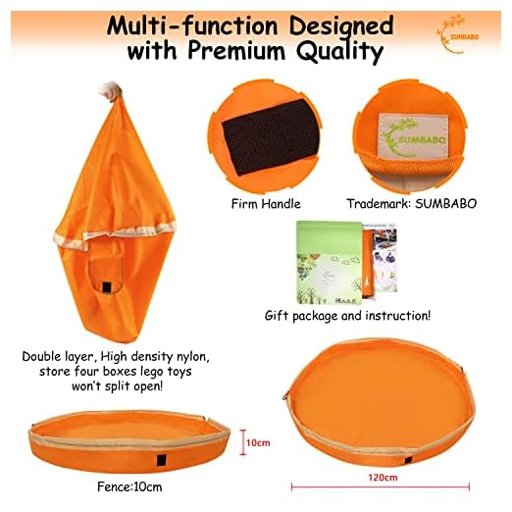 Multi-function Designed
with Premium Quality
SUMBABO
SUMBABO
Firm Handle
Trademark: SUMBABO
Gift package and instruction!
Double layer, High density nylon,
store four boxes lego toys
won't split open!
10cm
Fence:10cm
120cm